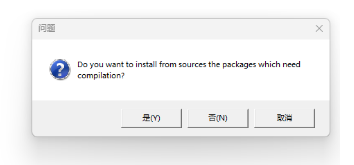 问题
Do you want to install from sources the packages which need
compilation?
是(Y)
否(N)
取消